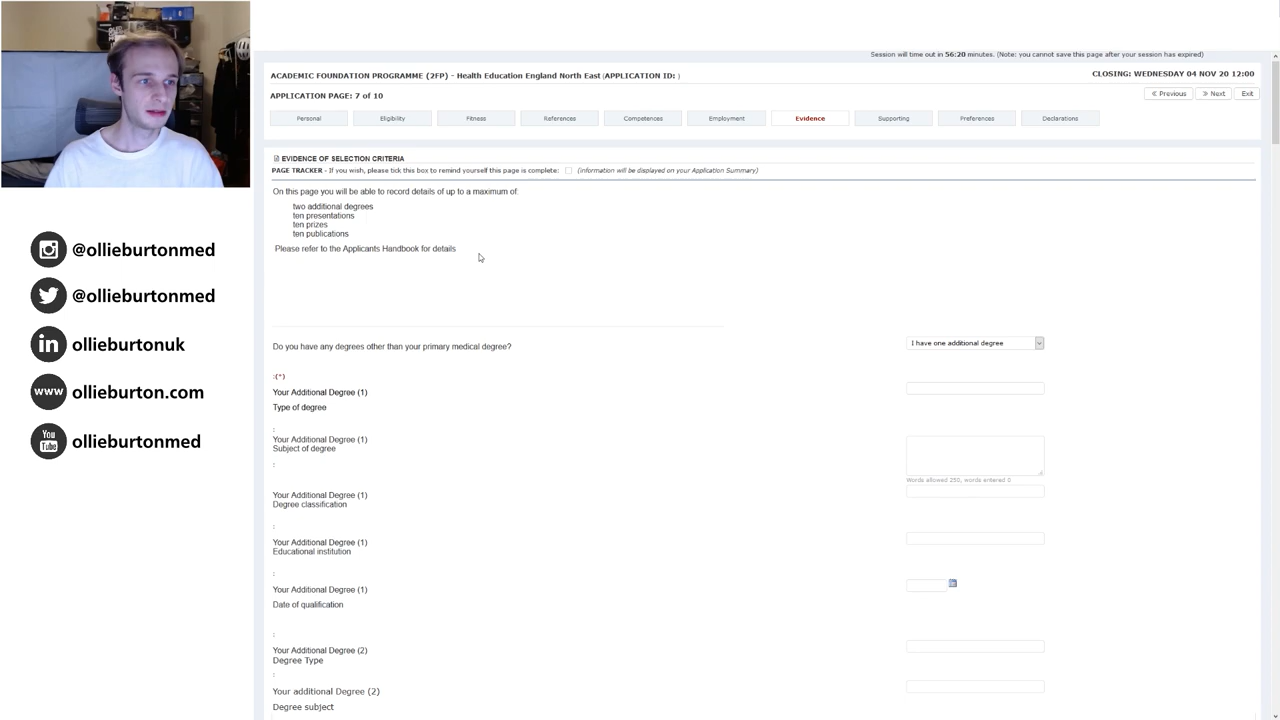 Session will time out in 56:20 minutes. (Note: you cannot save this page after your session has expired)
ACADEMIC FOUNDATION PROGRAMME (2FP) - Health Education England North East (APPLICATION ID: )
CLOSING: WEDNESDAY 04 NOV 20 12:00
APPLICATION PAGE: 7 of 10
« Previous
» Next
Exit
Personal
Eligibility
Fitness
References
Competences
Employment
Evidence
Supporting
Preferences
Declarations
EVIDENCE OF SELECTION CRITERIA
PAGE TRACKER - If you wish, please tick this box to remind yourself this page is complete: (information will be displayed on your Application Summary)
On this page you will be able to record details of up to a maximum of:
two additional degrees
ten presentations
ten prizes
ten publications
Please refer to the Applicants Handbook for details
Do you have any degrees other than your primary medical degree?
I have one additional degree
:(*)
Your Additional Degree (1)
Type of degree
:
Your Additional Degree (1)
Subject of degree
:
Words allowed 250, words entered 0
Your Additional Degree (1)
Degree classification
:
Your Additional Degree (1)
Educational institution
:
Your Additional Degree (1)
Date of qualification
:
Your Additional Degree (2)
Degree Type
:
Your additional Degree (2)
Degree subject
@ollieburtonmed
@ollieburtonmed
in ollieburtonuk
www ollieburton.com
You Tube ollieburtonmed